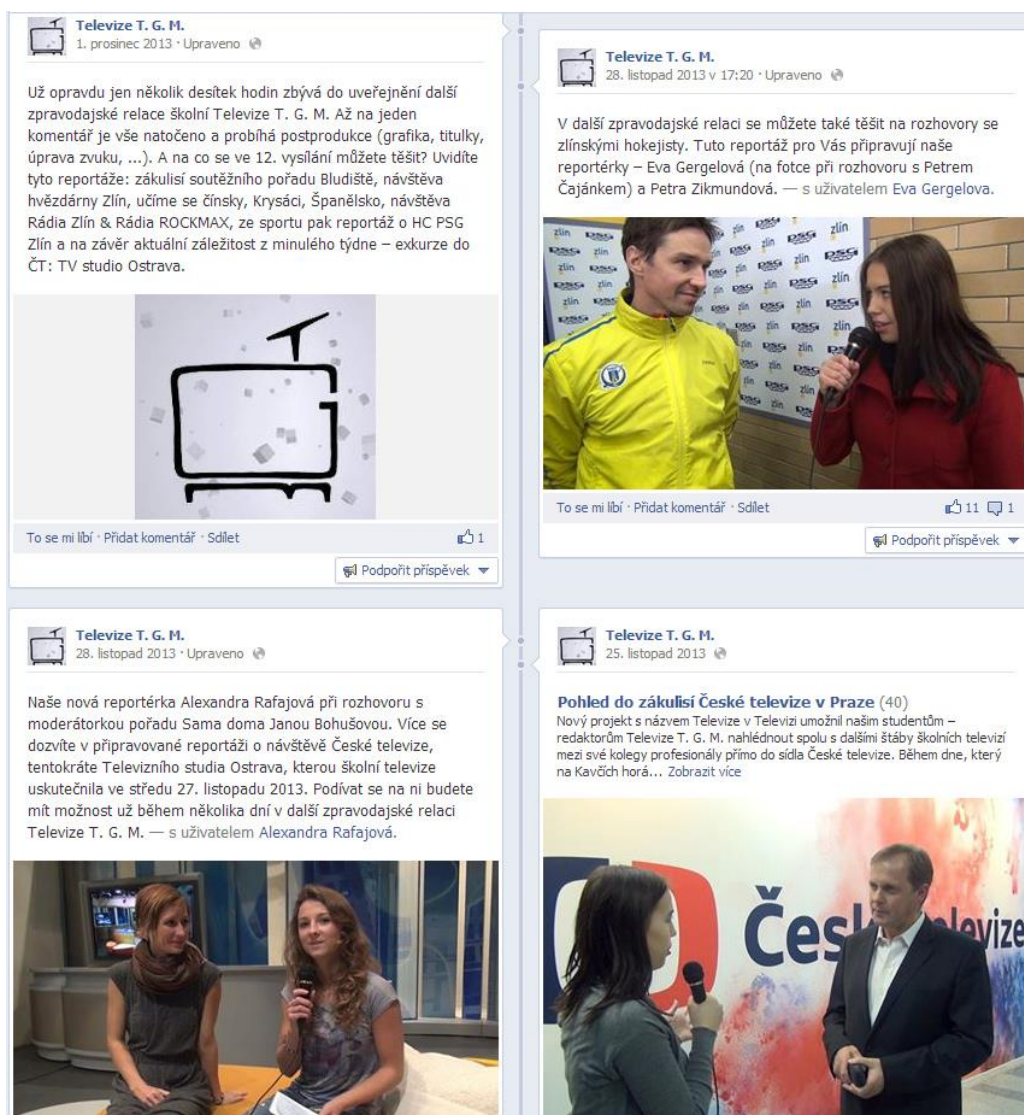 Televize T. G. M.
1. prosinec 2013 · Upraveno
Už opravdu jen několik desítek hodin zbývá do uveřejnění další
zpravodajské relace školní Televize T. G. M. Až na jeden
komentář je vše natočeno a probíhá postprodukce (grafika, titulky,
úprava zvuku, ...). A na co se ve 12. vysílání můžete těšit? Uvidíte
tyto reportáže: zákulisí soutěžního pořadu Bludiště, návštěva
hvězdárny Zlín, učíme se čínsky, Krysáci, Španělsko, návštěva
Rádia Zlín & Rádia ROCKMAX, ze sportu pak reportáž o HC PSG
Zlín a na závěr aktuální záležitost z minulého týdne – exkurze do
ČT: TV studio Ostrava.
To se mi líbí · Přidat komentář · Sdílet
1
Podpořit příspěvek
Televize T. G. M.
28. listopad 2013 v 17:20 · Upraveno
V další zpravodajské relaci se můžete také těšit na rozhovory se
zlínskými hokejisty. Tuto reportáž pro Vás připravují naše
reportérky – Eva Gergelová (na fotce při rozhovoru s Petrem
Čajánkem) a Petra Zikmundová. — s uživatelem Eva Gergelova.
zlín
PSG
To se mi líbí · Přidat komentář · Sdílet
11 1
Podpořit příspěvek
Televize T. G. M.
28. listopad 2013 · Upraveno
Naše nová reportérka Alexandra Rafajová při rozhovoru s
moderátorkou pořadu Sama doma Janou Bohušovou. Více se
dozvíte v připravované reportáži o návštěvě České televize,
tentokráte Televizního studia Ostrava, kterou školní televize
uskutečnila ve středu 27. listopadu 2013. Podívat se na ni budete
mít možnost už během několika dní v další zpravodajské relaci
Televize T. G. M. — s uživatelem Alexandra Rafajová.
Televize T. G. M.
25. listopad 2013
Pohled do zákulisí České televize v Praze (40)
Nový projekt s názvem Televize v Televizi umožnil našim studentům –
redaktorům Televize T. G. M. nahlédnout spolu s dalšími štáby školních televizí
mezi své kolegy profesionály přímo do sídla České televize. Během dne, který
na Kavčích horá... Zobrazit více